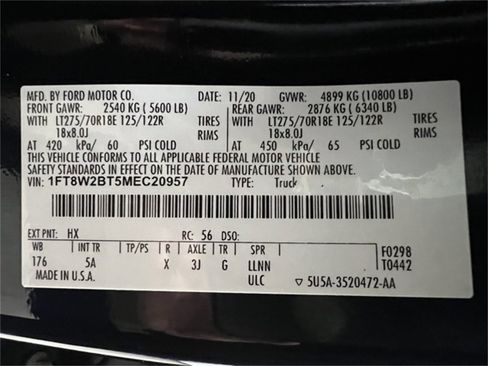 MFD. BY FORD MOTOR CO. DATE: 11/20 GVWR: 4899 KG (10800 LB)
FRONT GAWR: 2540 KG ( 5600 LB) REAR GAWR: 2876 KG ( 6340 LB)
WITH LT275/70R18E 125/122R TIRES WITH LT275/70R18E 125/122R TIRES
18x8.0J RIMS 18x8.0J RIMS
AT 420 kPa/ 60 PSI COLD AT 450 kPa/ 65 PSI COLD
THIS VEHICLE CONFORMS TO ALL APPLICABLE FEDERAL MOTOR VEHICLE
SAFETY STANDARDS IN EFFECT ON THE DATE OF MANUFACTURE SHOWN ABOVE.
VIN: 1FT8W2BT5MEC20957 TYPE: Truck
EXT PNT: HX RC: 56 DSO:
WB INT TR TP/PS R AXLE TR SPR F0298
176 5A X 3J G LLNN T0442
MADE IN U.S.A. ULC ▽ 5U5A-3520472-AA